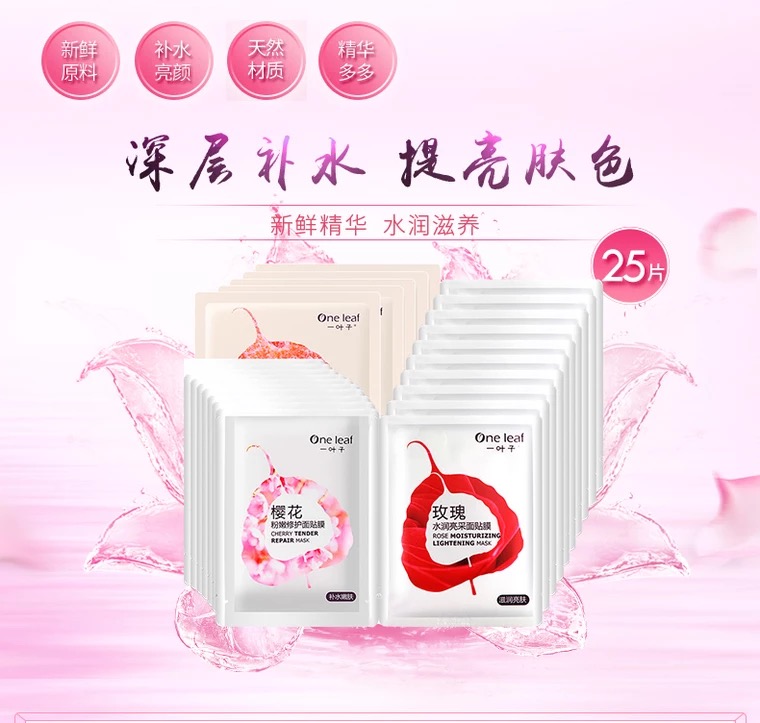 新鲜
原料
补水
亮颜
天然
材质
精华
多多
深层补水 提亮肤色
新鲜精华 水润滋养
25片
One leaf
一叶子
One leaf
一叶子
樱花
粉嫩修护面贴膜
CHERRY TENDER
REPAIR MASK
补水嫩肤
One leaf
一叶子
玫瑰
水润亮采面贴膜
ROSE MOISTURIZING
LIGHTENING MASK
滋润亮肤